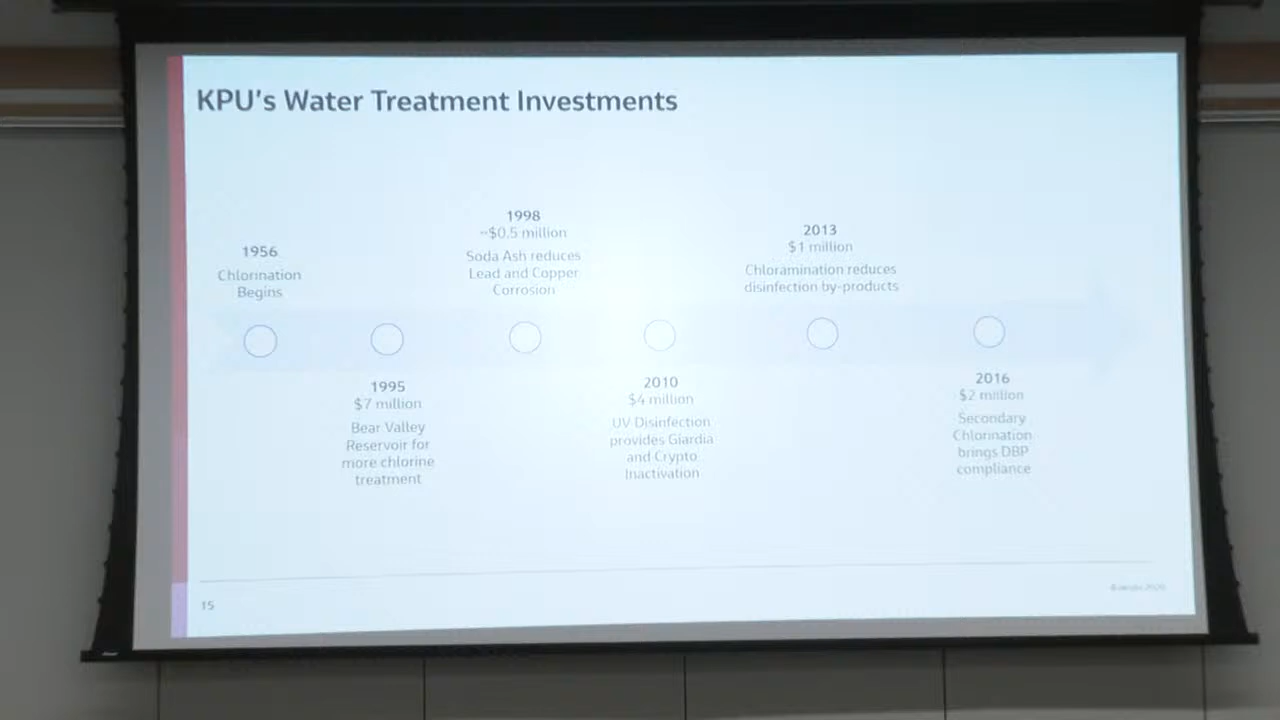 KPU's Water Treatment Investments
1956
Chlorination
Begins
1995
$7 million
Bear Valley
Reservoir for
more chlorine
treatment
1998
~$0.5 million
Soda Ash reduces
Lead and Copper
Corrosion
2010
$4 million
UV Disinfection
provides Giardia
and Crypto
Inactivation
2013
$1 million
Chloramination reduces
disinfection by-products
2016
$2 million
Secondary
Chlorination
brings DBP
compliance
15